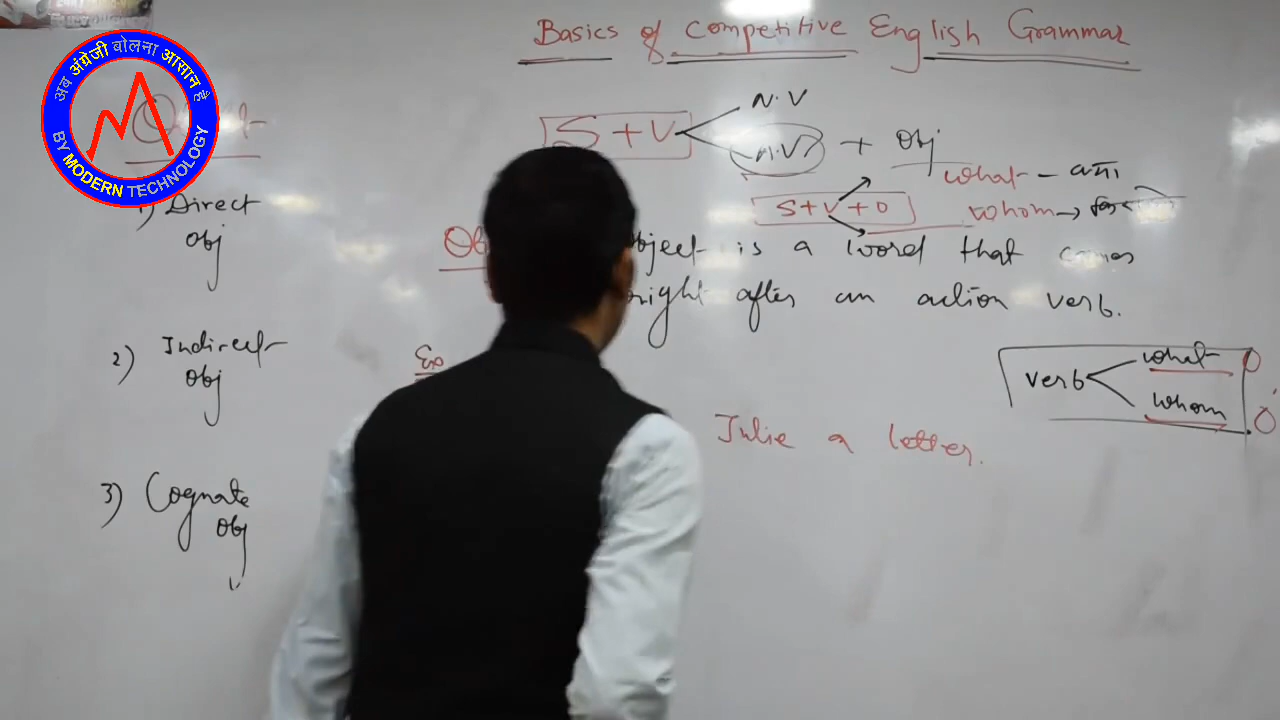 Basics of Competitive English Grammar
अब अंग्रेजी बोलना आसान है
BY MODERN TECHNOLOGY
S + V
N.V
+ Obj
what -
S + V + O
whom →
1) Direct
Obj
object is a word that comes
right after an action verb.
2) Indirect
Obj
Ex
verb
what O
whom O
Julie a letter.
3) Cognate
Obj